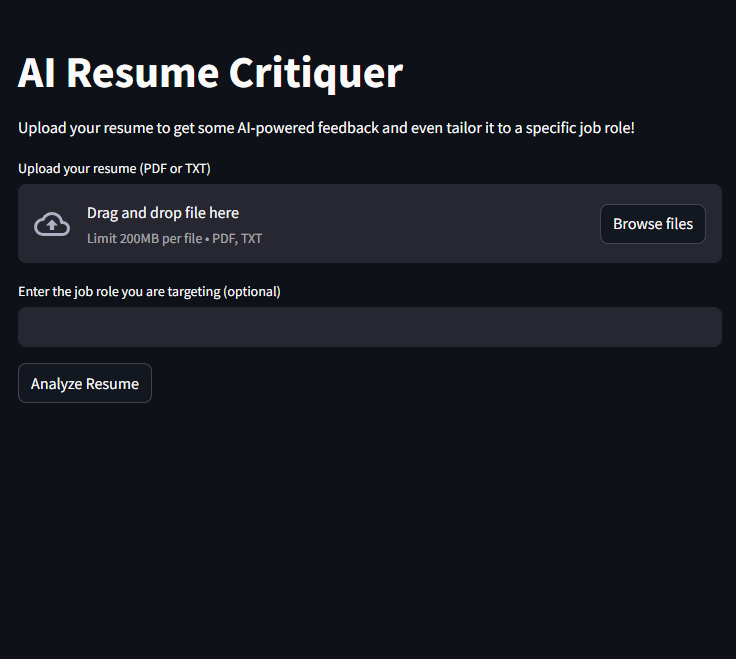 AI Resume Critiquer
Upload your resume to get some AI-powered feedback and even tailor it to a specific job role!
Upload your resume (PDF or TXT)
Drag and drop file here
Limit 200MB per file • PDF, TXT
Browse files
Enter the job role you are targeting (optional)
Analyze Resume